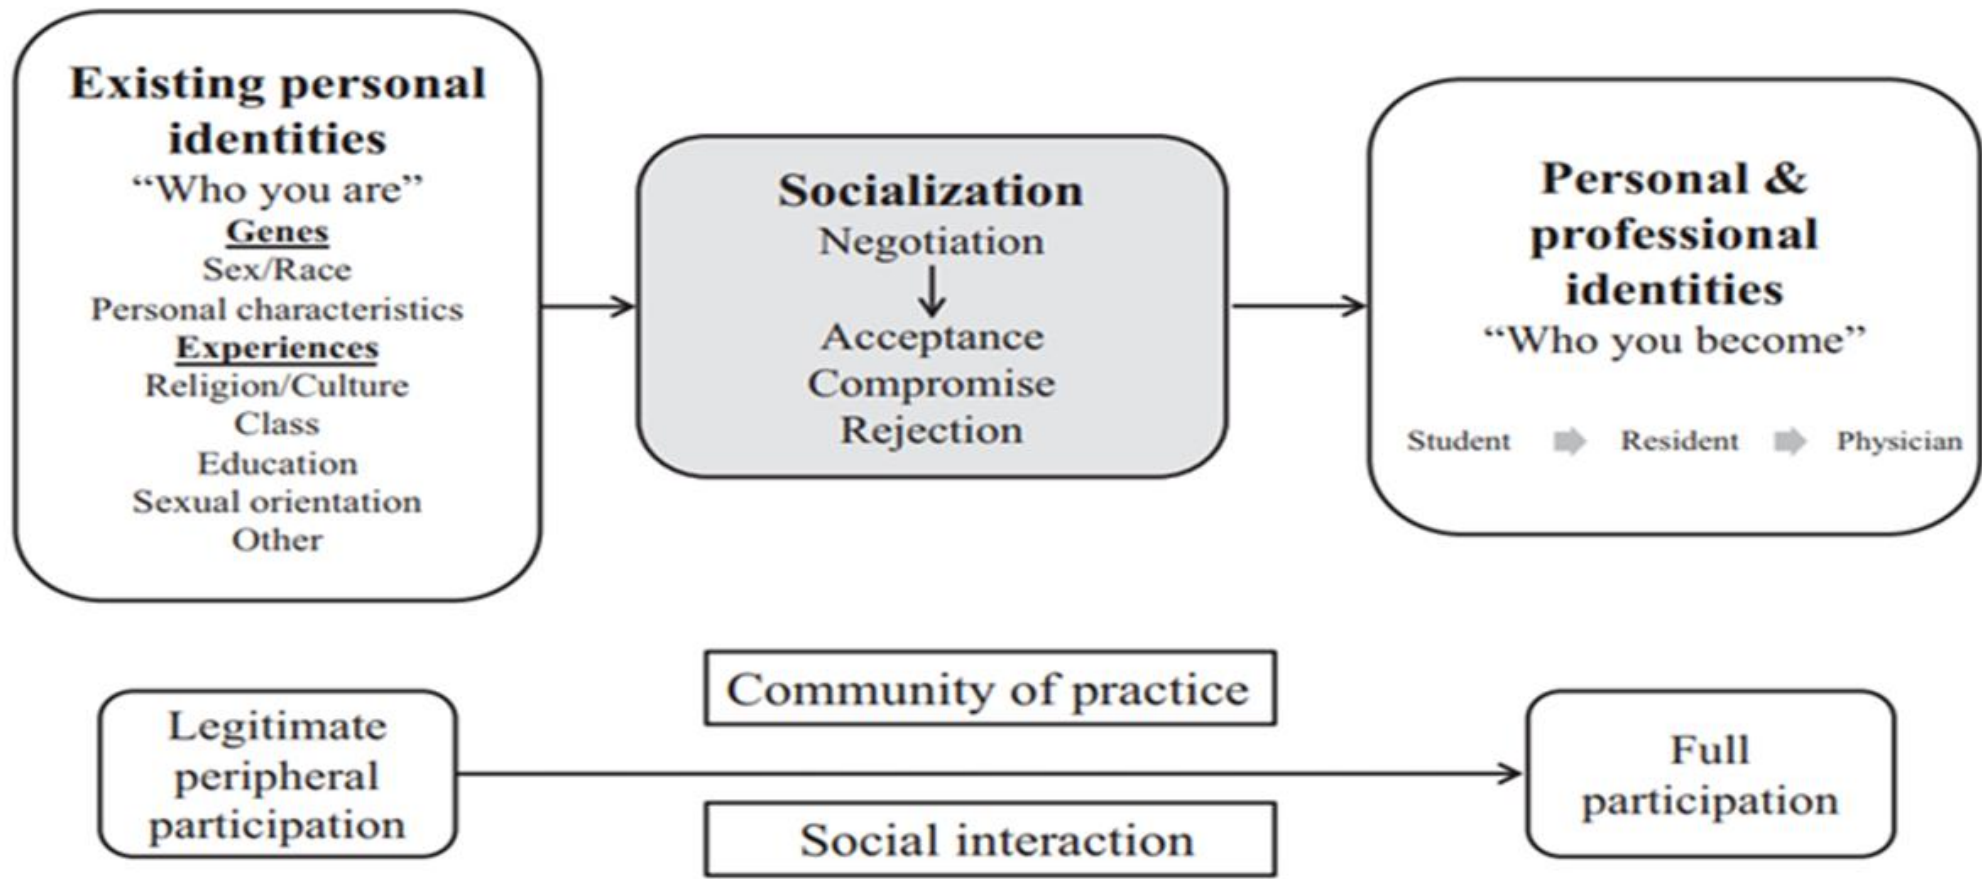 Existing personal
identities
“Who you are”
Genes
Sex/Race
Personal characteristics
Experiences
Religion/Culture
Class
Education
Sexual orientation
Other
Socialization
Negotiation
Acceptance
Compromise
Rejection
Personal &
professional
identities
“Who you become”
Student
Resident
Physician
Legitimate
peripheral
participation
Community of practice
Social interaction
Full
participation